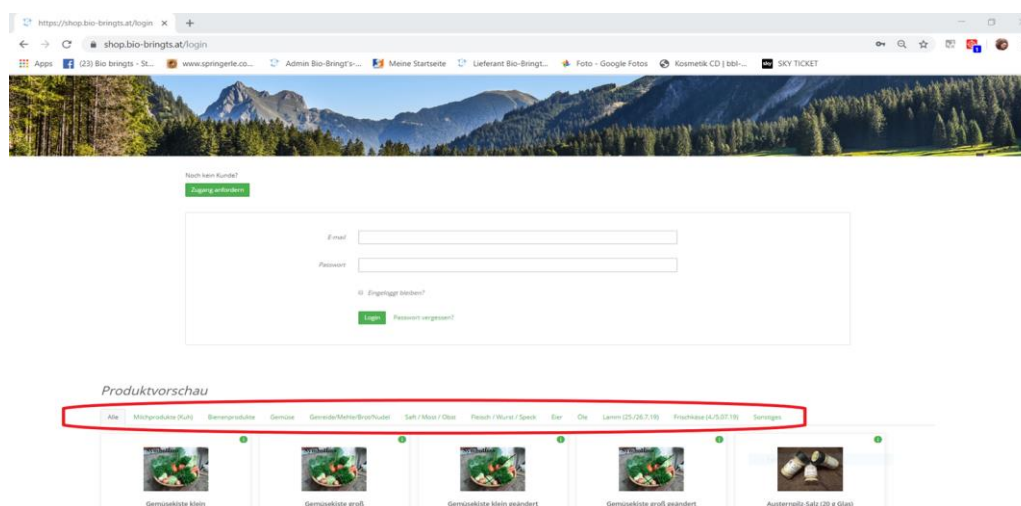 https://shop.bio-bringts.at/login
shop.bio-bringts.at/login
Apps (23) Bio bringts - St... www.springerle.co... Admin Bio-Bringt's-... Meine Startseite Lieferant Bio-Bringt... Foto - Google Fotos Kosmetik CD | bbl-... sky SKY TICKET
Noch kein Kunde?
Zugang anfordern
E-mail
Passwort
Eingeloggt bleiben?
Login Passwort vergessen?
Produktvorschau
Alle Milchprodukte (Kuh) Bienenprodukte Gemüse Getreide/Mehle/Brot/Nudel Saft / Most / Obst Fleisch / Wurst / Speck Eier Öle Lamm (25./26.7.19) Frischkäse (4./5.07.19) Sonstiges
Gemüsekiste klein Gemüsekiste groß Gemüsekiste klein geändert Gemüsekiste groß geändert Austernpilz-Salz (20 g Glas)